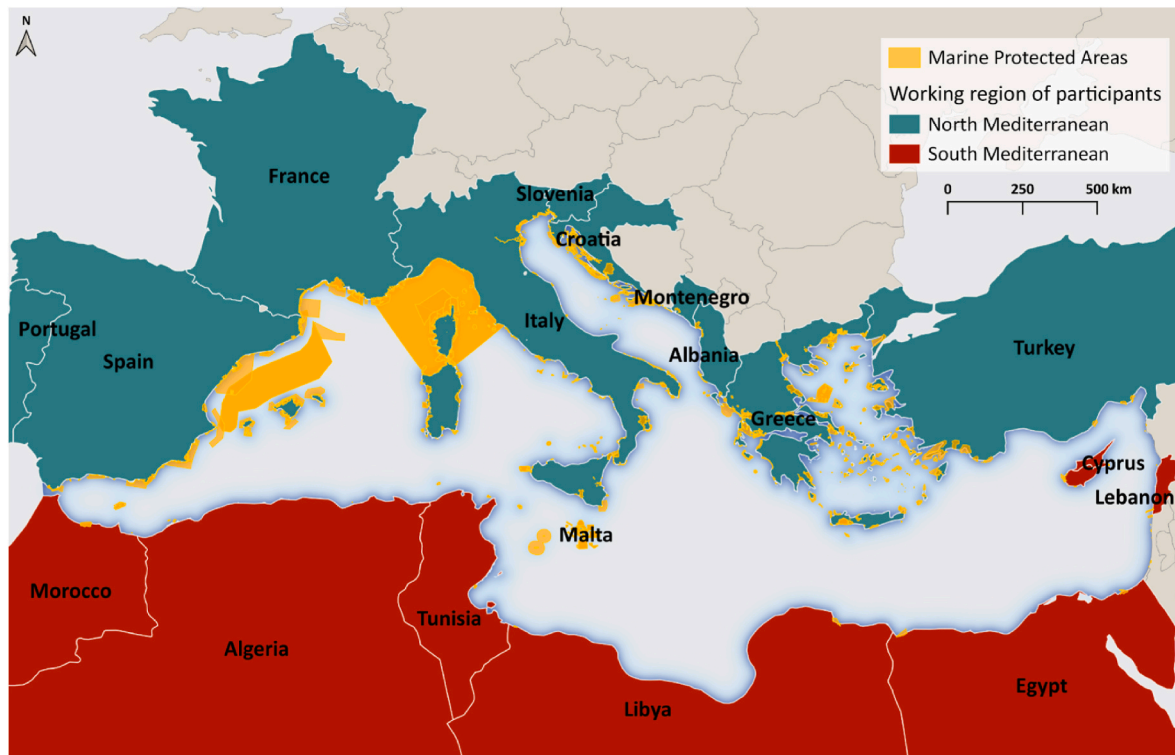 N
Marine Protected Areas
Working region of participants
North Mediterranean
South Mediterranean
0 250 500 km
France
Slovenia
Croatia
Montenegro
Portugal
Spain
Italy
Albania
Turkey
Greece
Cyprus
Lebanon
Malta
Morocco
Tunisia
Algeria
Egypt
Libya